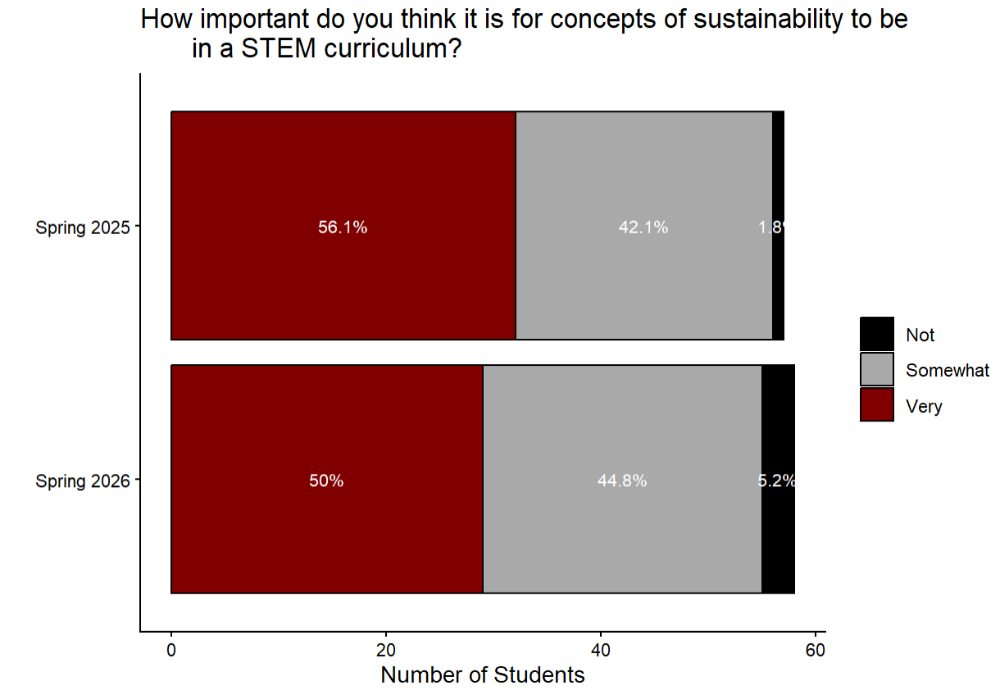 How important do you think it is for concepts of sustainability to be
in a STEM curriculum?
Spring 2025
56.1%
42.1%
1.8%
Spring 2026
50%
44.8%
5.2%
Not
Somewhat
Very
0
20
40
60
Number of Students